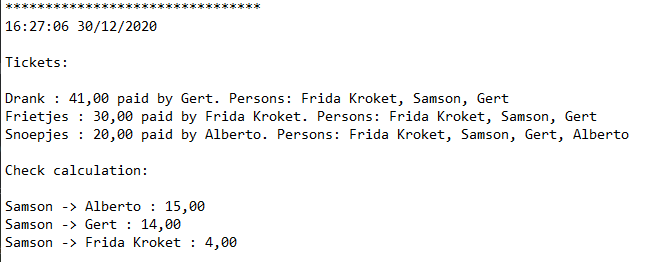 ********************************
16:27:06 30/12/2020
Tickets:
Drank : 41,00 paid by Gert. Persons: Frida Kroket, Samson, Gert
Frietjes : 30,00 paid by Frida Kroket. Persons: Frida Kroket, Samson, Gert
Snoepjes : 20,00 paid by Alberto. Persons: Frida Kroket, Samson, Gert, Alberto
Check calculation:
Samson -> Alberto : 15,00
Samson -> Gert : 14,00
Samson -> Frida Kroket : 4,00